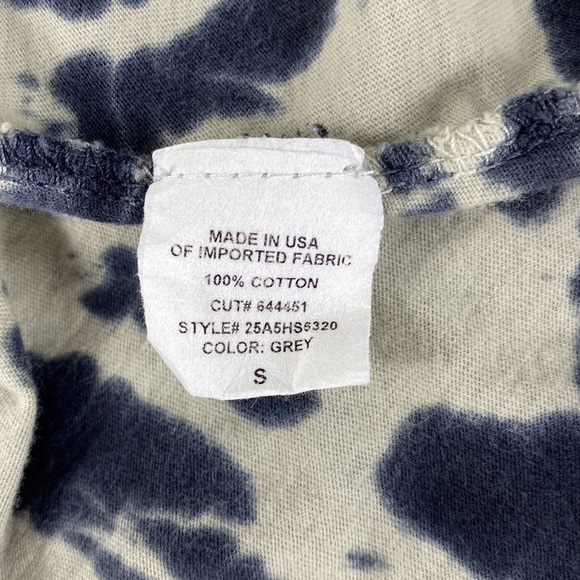 MADE IN USA
OF IMPORTED FABRIC
100% COTTON
CUT# 644451
STYLE# 25A5HS6320
COLOR: GREY
S